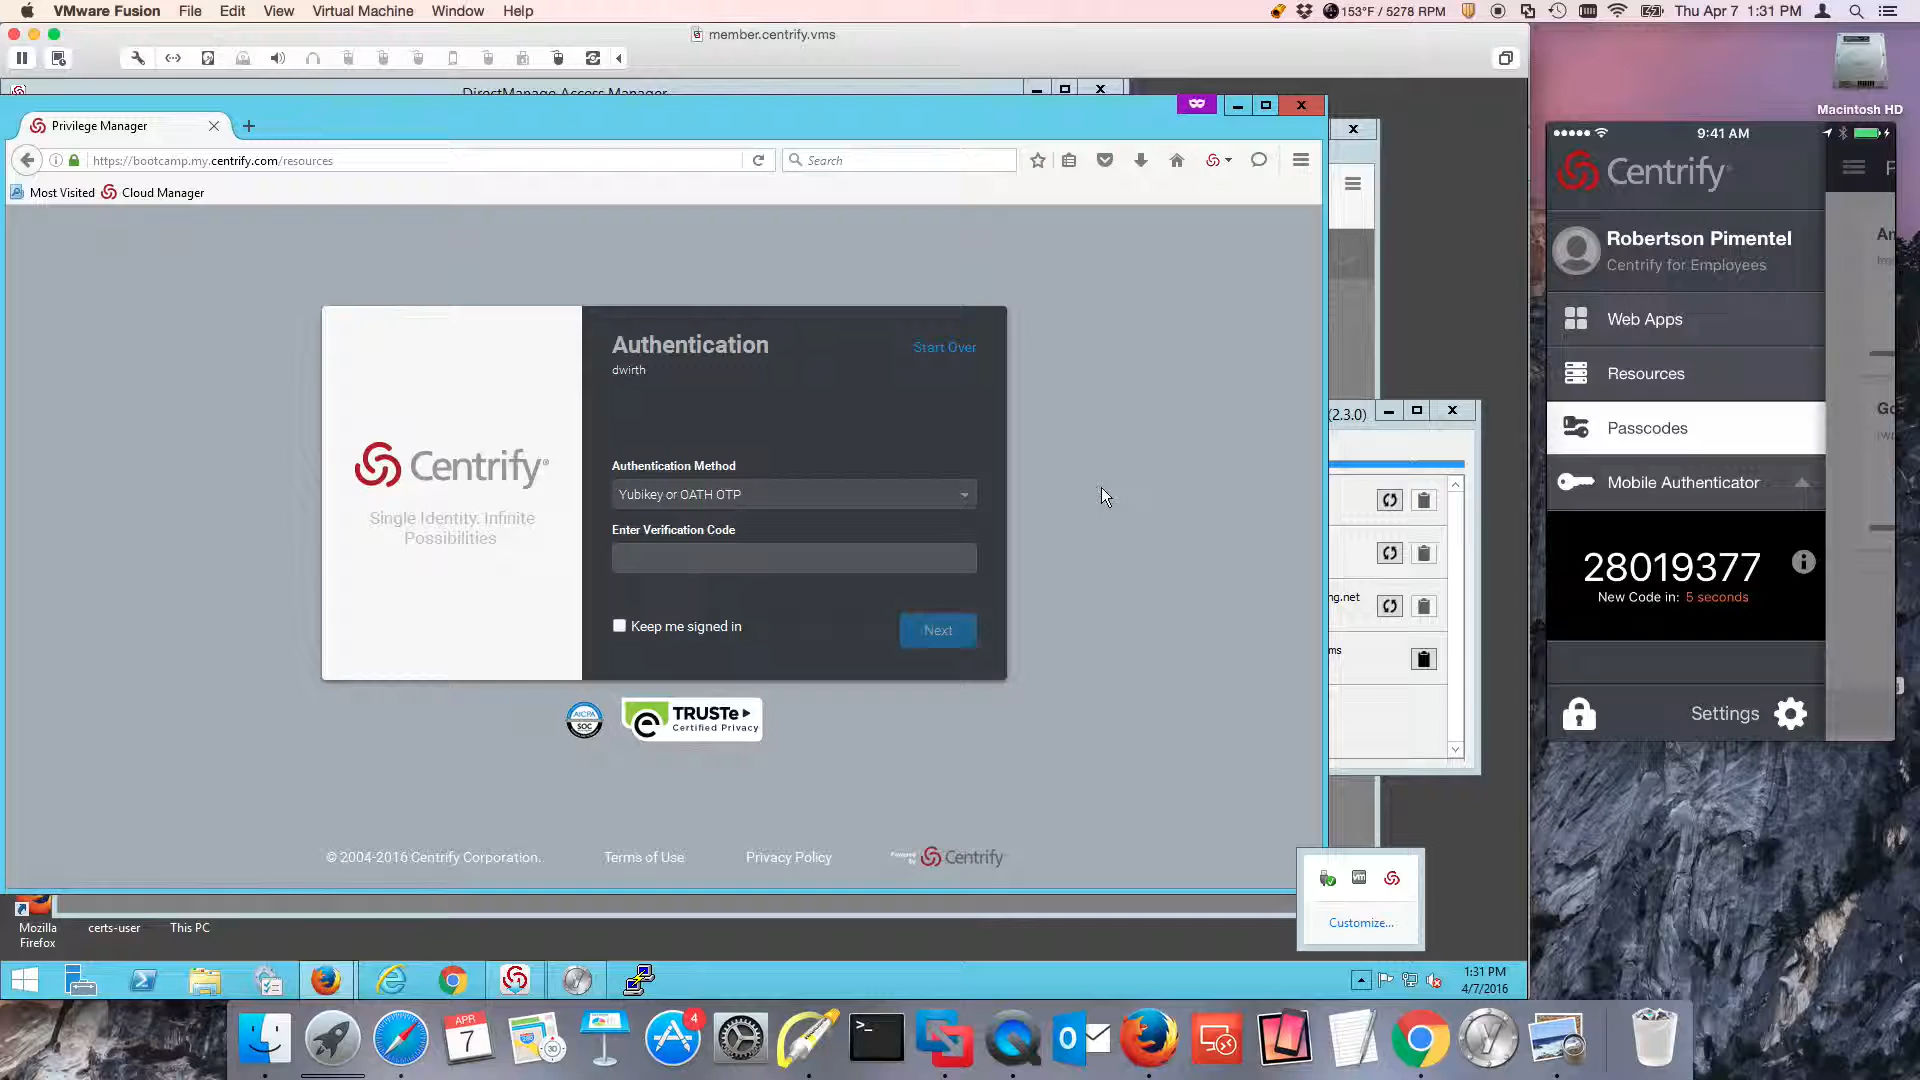 VMware Fusion File Edit View Virtual Machine Window Help
153°F / 5278 RPM
Thu Apr 7 1:31 PM
member.centrify.vms
DirectManage Access Manager
Privilege Manager
https://bootcamp.my.centrify.com/resources
Search
Most Visited
Cloud Manager
Authentication
Start Over
dwirth
Centrify
Single Identity. Infinite
Possibilities
Authentication Method
Yubikey or OATH OTP
Enter Verification Code
Keep me signed in
Next
AICPA
SOC
TRUSTe
Certified Privacy
© 2004-2016 Centrify Corporation.
Terms of Use
Privacy Policy
Powered by
Centrify
(2.3.0)
ng.net
ms
Customize...
Mozilla
Firefox
certs-user
This PC
1:31 PM
4/7/2016
Macintosh HD
9:41 AM
Centrify
Robertson Pimentel
Centrify for Employees
Web Apps
Resources
Passcodes
Mobile Authenticator
28019377
New Code in: 5 seconds
Settings
APR
7
4